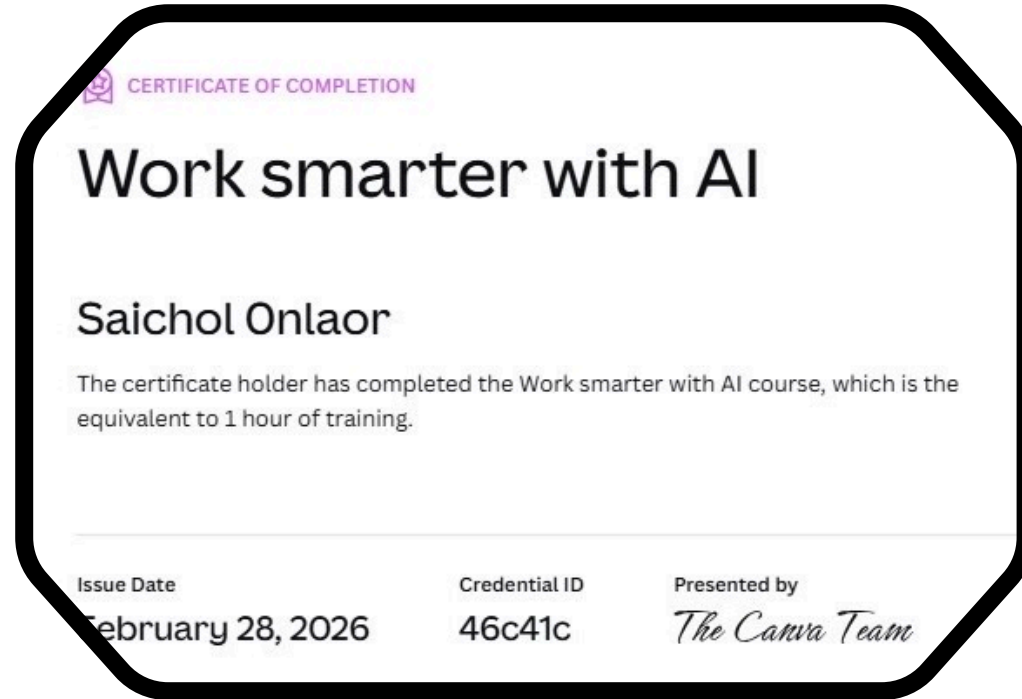 CERTIFICATE OF COMPLETION
Work smarter with AI
Saichol Onlaor
The certificate holder has completed the Work smarter with AI course, which is the
equivalent to 1 hour of training.
Issue Date
Credential ID
Presented by
February 28, 2026
46c41c
The Canva Team